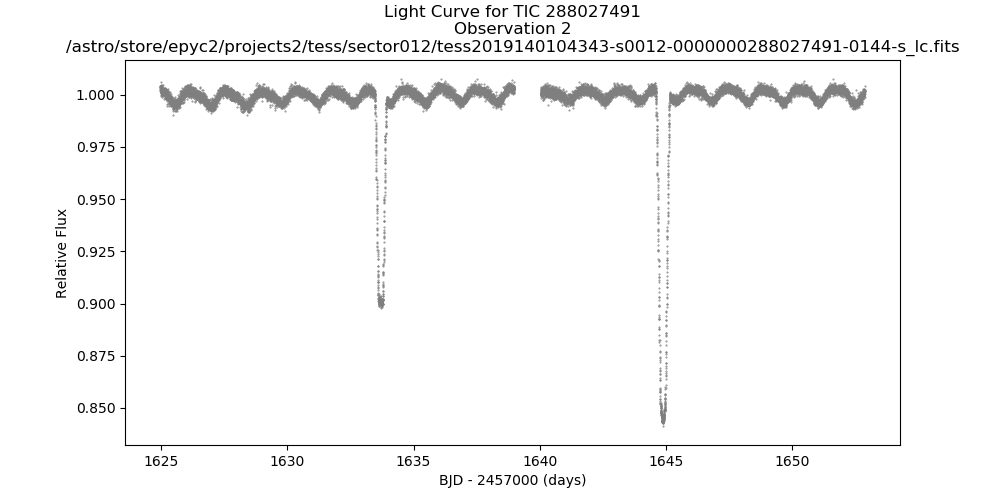 Light Curve for TIC 288027491
Observation 2
/astro/store/epyc2/projects2/tess/sector012/tess2019140104343-s0012-0000000288027491-0144-s_lc.fits
1.000
0.975
0.950
0.925
0.900
0.875
0.850
Relative Flux
1625 1630 1635 1640 1645 1650
BJD - 2457000 (days)